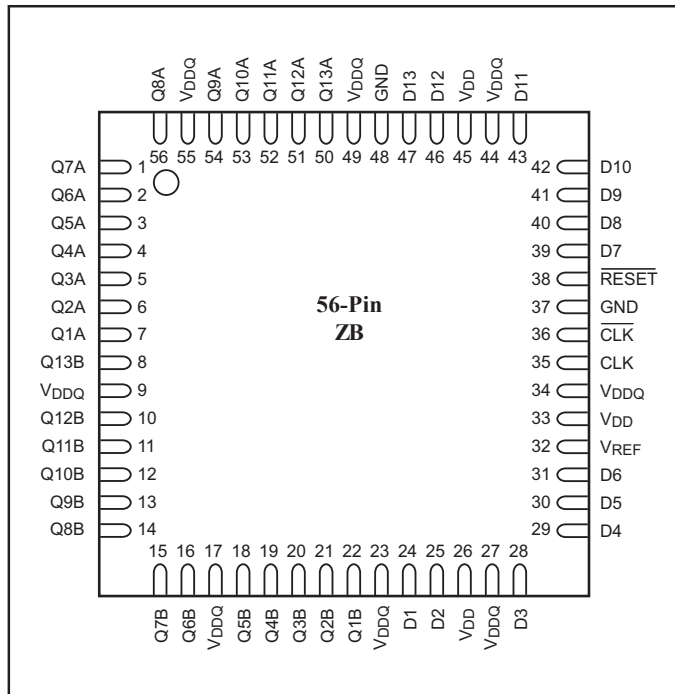 Q8A VDDQ Q9A Q10A Q11A Q12A Q13A VDDQ GND D13 D12 VDD VDDQ D11
56 55 54 53 52 51 50 49 48 47 46 45 44 43
Q7A 1 42 D10
Q6A 2 41 D9
Q5A 3 40 D8
Q4A 4 39 D7
Q3A 5 38 R̅E̅S̅E̅T̅
Q2A 6 37 GND
Q1A 7 36 C̅L̅K̅
Q13B 8 35 CLK
VDDQ 9 34 VDDQ
Q12B 10 33 VDD
Q11B 11 32 VREF
Q10B 12 31 D6
Q9B 13 30 D5
Q8B 14 29 D4
56-Pin
ZB
15 16 17 18 19 20 21 22 23 24 25 26 27 28
Q7B Q6B VDDQ Q5B Q4B Q3B Q2B Q1B VDDQ D1 D2 VDD VDDQ D3